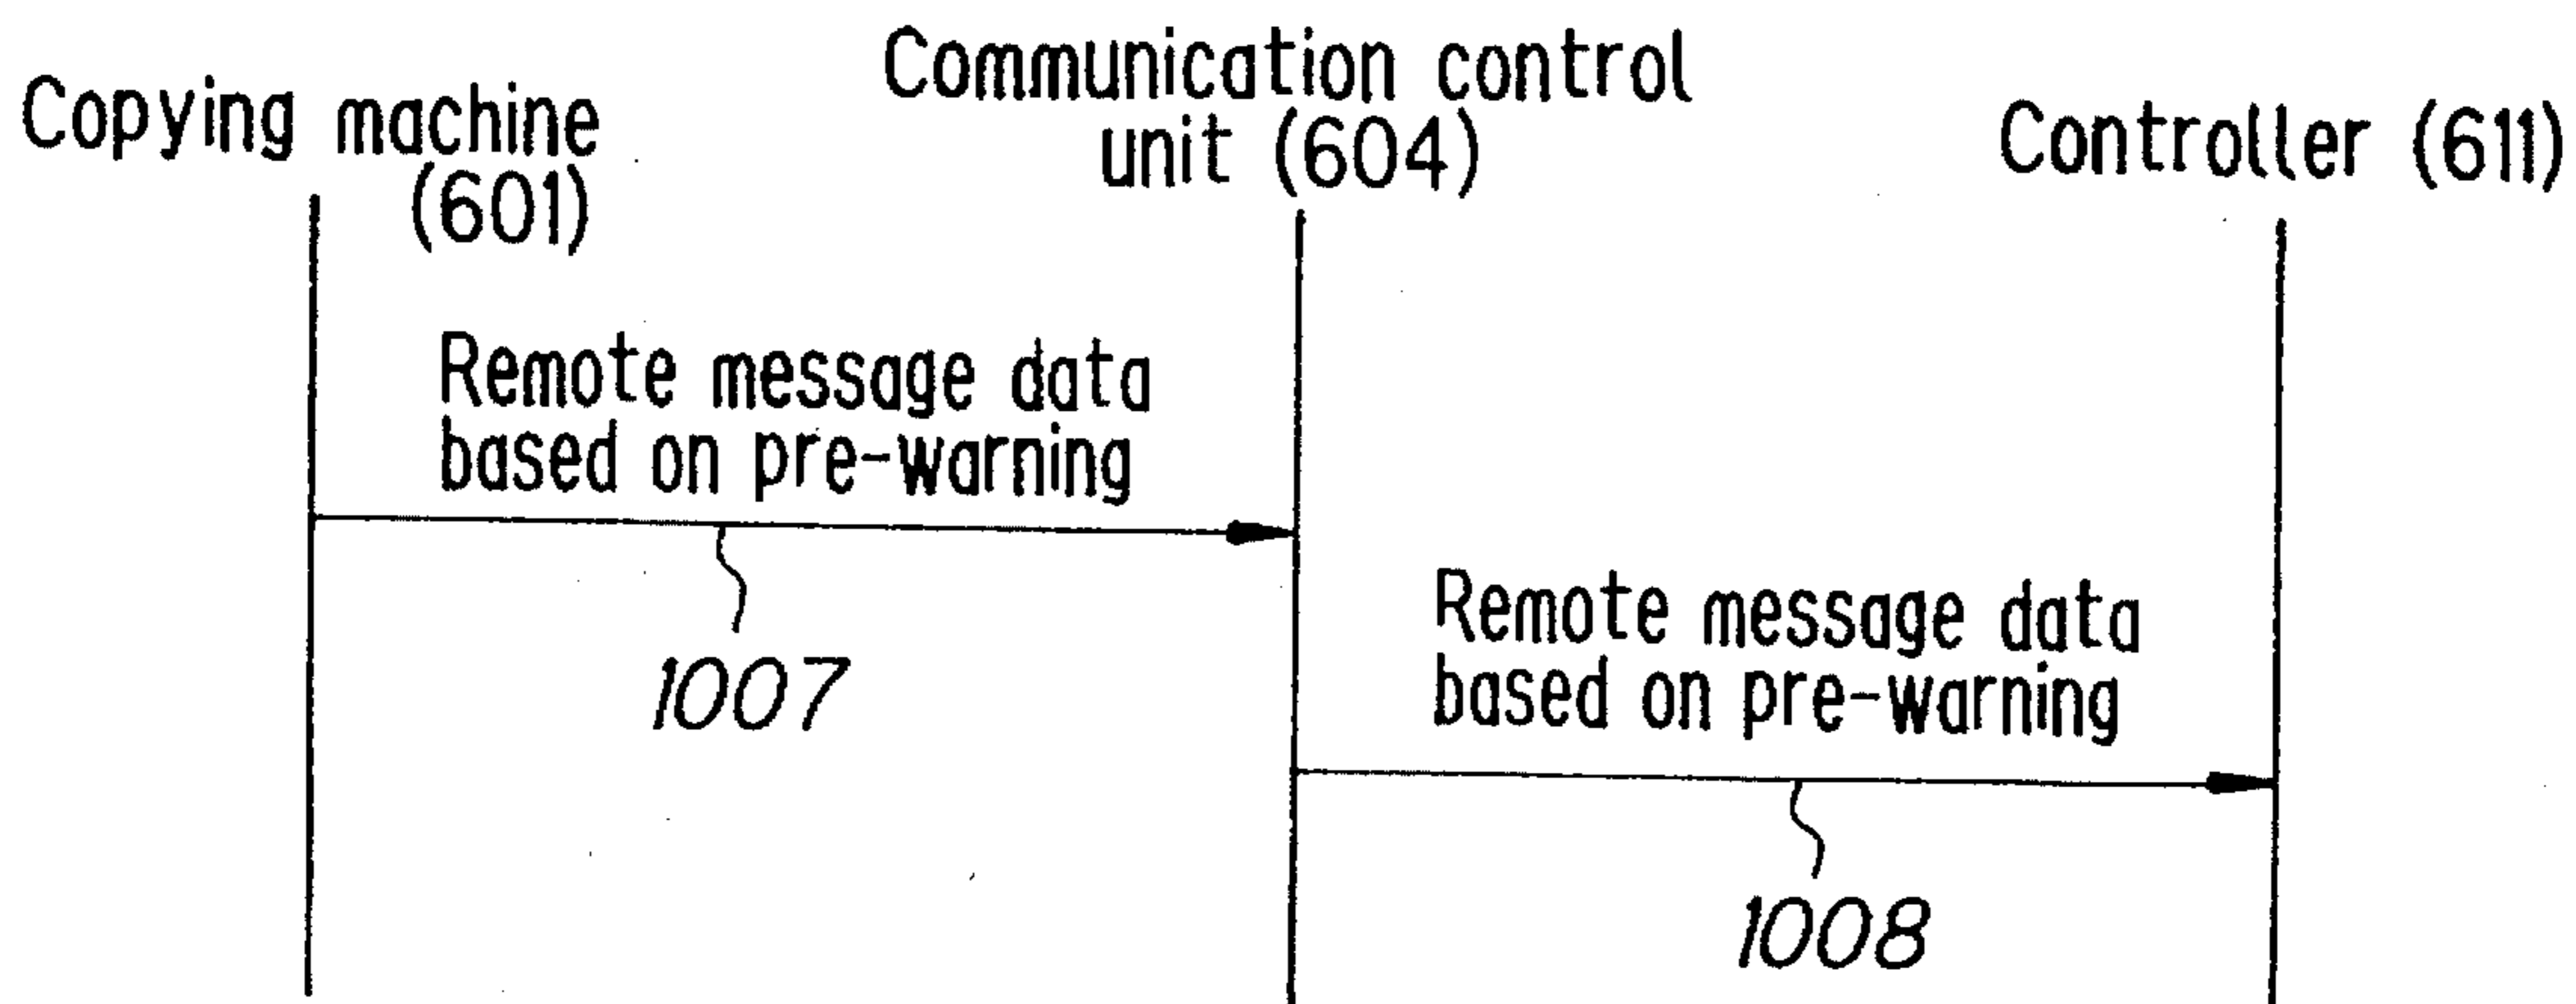 Copying machine
(601)
Communication control
unit (604)
Controller (611)
Remote message data
based on pre-warning
1007
Remote message data
based on pre-warning
1008